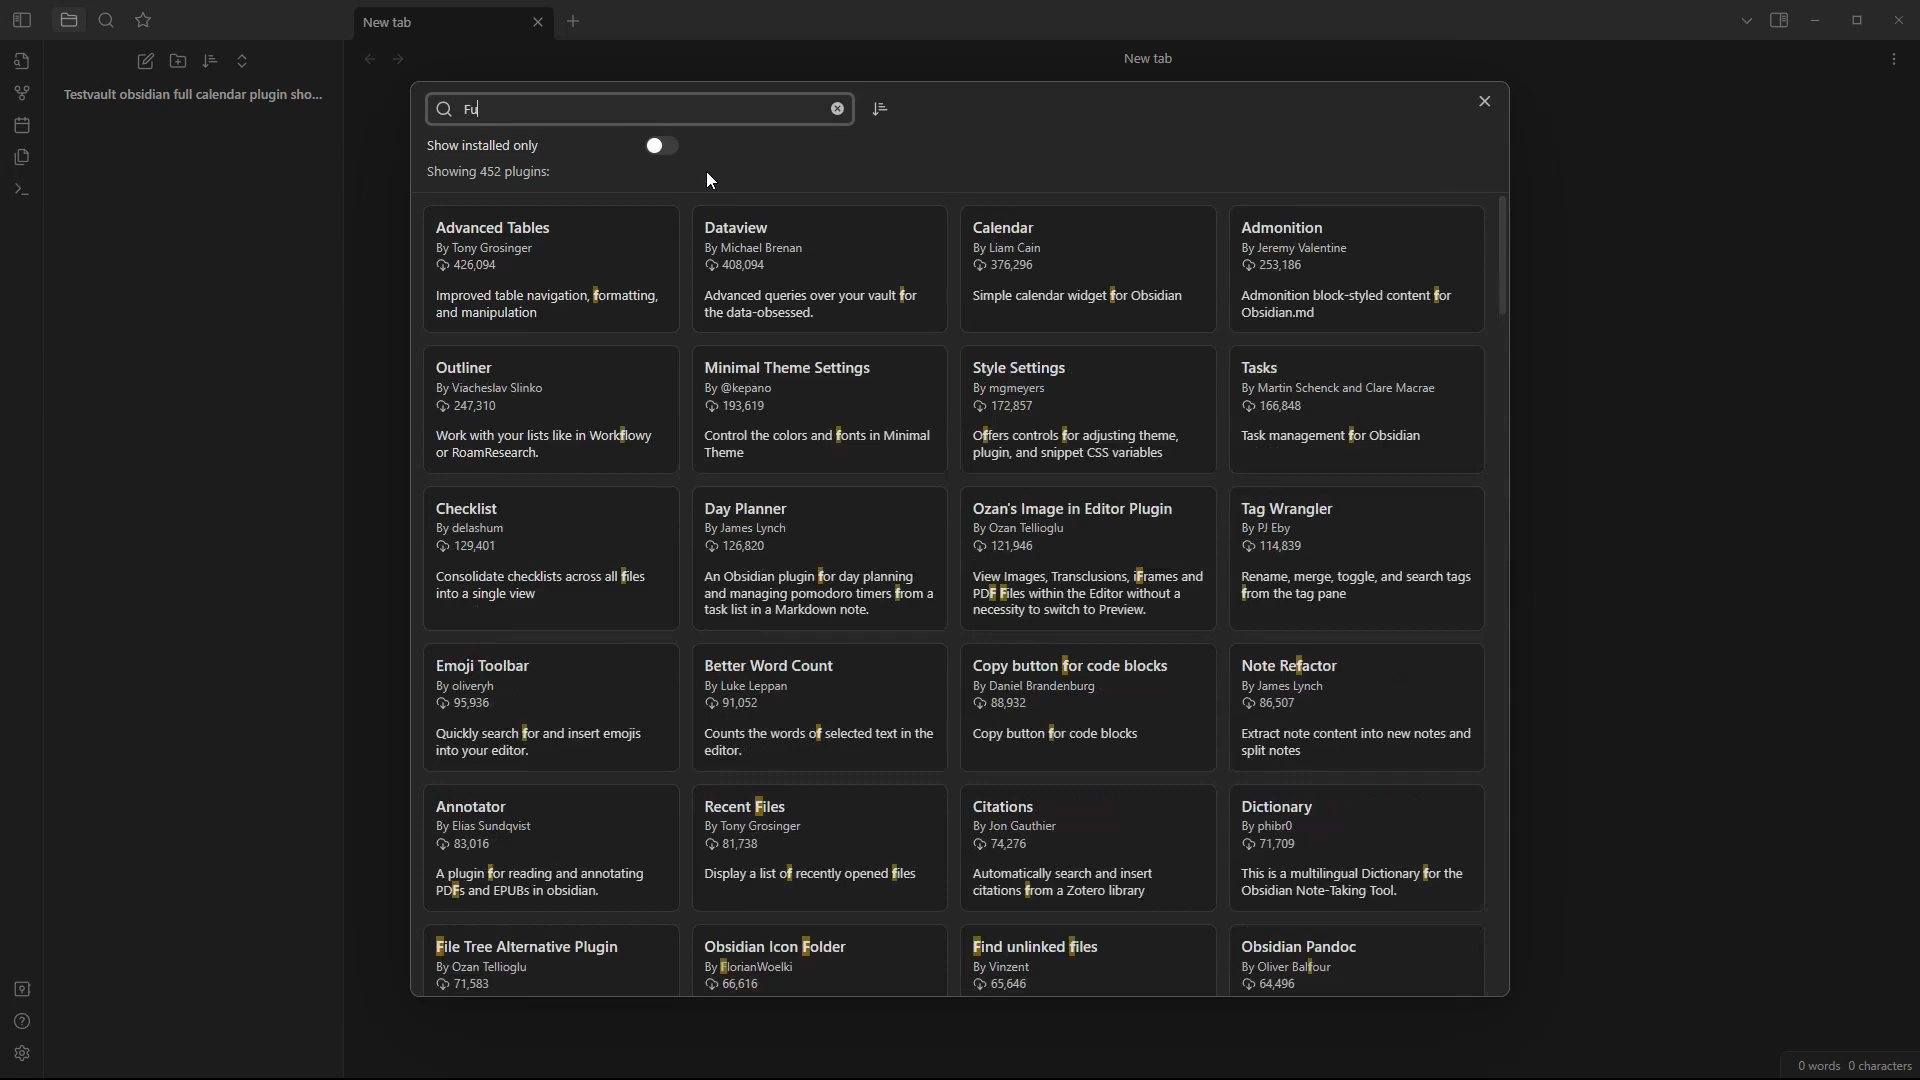 New tab
New tab
Testvault obsidian full calendar plugin sho...
Fu
Show installed only
Showing 452 plugins:
Advanced Tables
By Tony Grosinger
426,094
Improved table navigation, formatting,
and manipulation
Dataview
By Michael Brenan
408,094
Advanced queries over your vault for
the data-obsessed.
Calendar
By Liam Cain
376,296
Simple calendar widget for Obsidian
Admonition
By Jeremy Valentine
253,186
Admonition block-styled content for
Obsidian.md
Outliner
By Viacheslav Slinko
247,310
Work with your lists like in Workflowy
or RoamResearch.
Minimal Theme Settings
By @kepano
193,619
Control the colors and fonts in Minimal
Theme
Style Settings
By mgmeyers
172,857
Offers controls for adjusting theme,
plugin, and snippet CSS variables
Tasks
By Martin Schenck and Clare Macrae
166,848
Task management for Obsidian
Checklist
By delashum
129,401
Consolidate checklists across all files
into a single view
Day Planner
By James Lynch
126,820
An Obsidian plugin for day planning
and managing pomodoro timers from a
task list in a Markdown note.
Ozan's Image in Editor Plugin
By Ozan Tellioglu
121,946
View Images, Transclusions, iFrames and
PDF Files within the Editor without a
necessity to switch to Preview.
Tag Wrangler
By PJ Eby
114,839
Rename, merge, toggle, and search tags
from the tag pane
Emoji Toolbar
By oliveryh
95,936
Quickly search for and insert emojis
into your editor.
Better Word Count
By Luke Leppan
91,052
Counts the words of selected text in the
editor.
Copy button for code blocks
By Daniel Brandenburg
88,932
Copy button for code blocks
Note Refactor
By James Lynch
86,507
Extract note content into new notes and
split notes
Annotator
By Elias Sundqvist
83,016
A plugin for reading and annotating
PDFs and EPUBs in obsidian.
Recent Files
By Tony Grosinger
81,738
Display a list of recently opened files
Citations
By Jon Gauthier
74,276
Automatically search and insert
citations from a Zotero library
Dictionary
By phibr0
71,709
This is a multilingual Dictionary for the
Obsidian Note-Taking Tool.
File Tree Alternative Plugin
By Ozan Tellioglu
71,583
Obsidian Icon Folder
By FlorianWoelki
66,616
Find unlinked files
By Vinzent
65,646
Obsidian Pandoc
By Oliver Balfour
64,496
0 words 0 characters